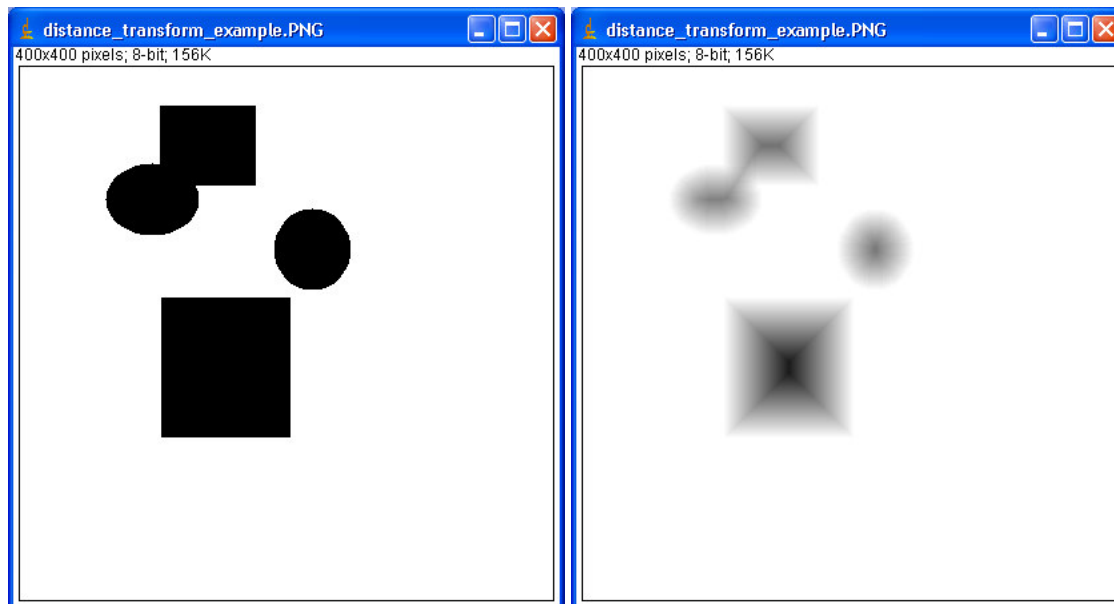 distance_transform_example.PNG
400x400 pixels; 8-bit; 156K
distance_transform_example.PNG
400x400 pixels; 8-bit; 156K